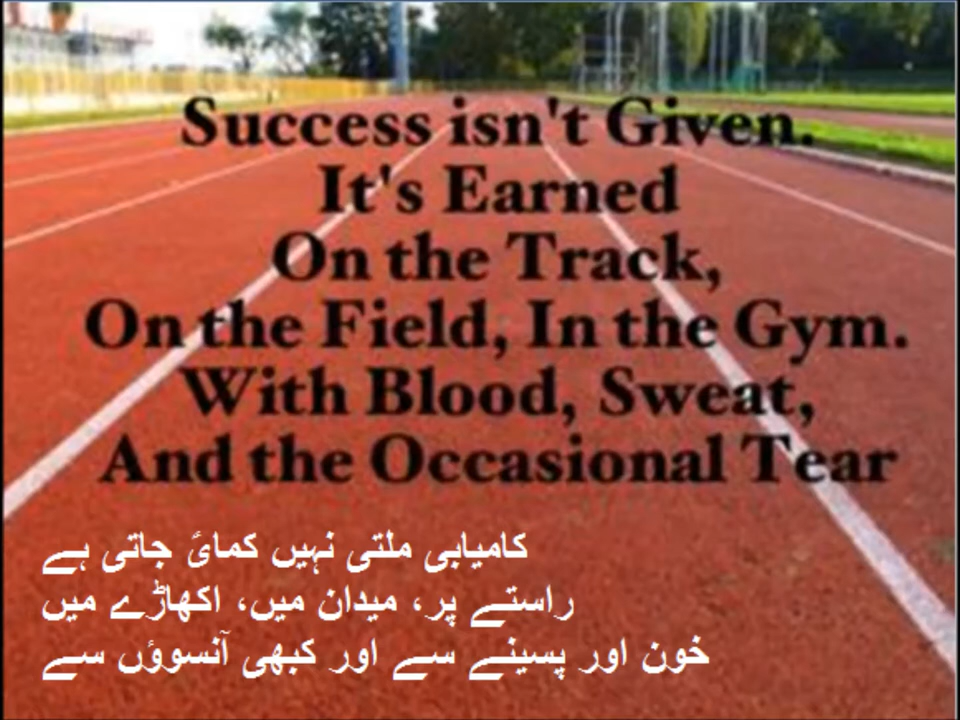 Success isn't Given.
It's Earned
On the Track,
On the Field, In the Gym.
With Blood, Sweat,
And the Occasional Tear
کامیابی ملتی نہیں کمائ جاتی ہے
راستے پر، میدان میں، اکھاڑے میں
خون اور پسینے سے اور کبھی آنسووٴں سے